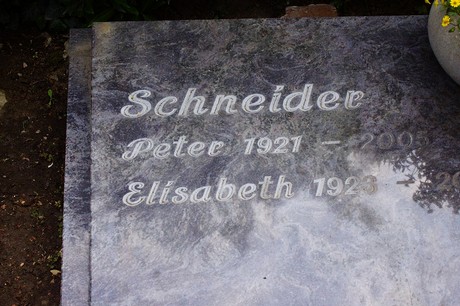 Schneider
Peter 1921 –
Elisabeth